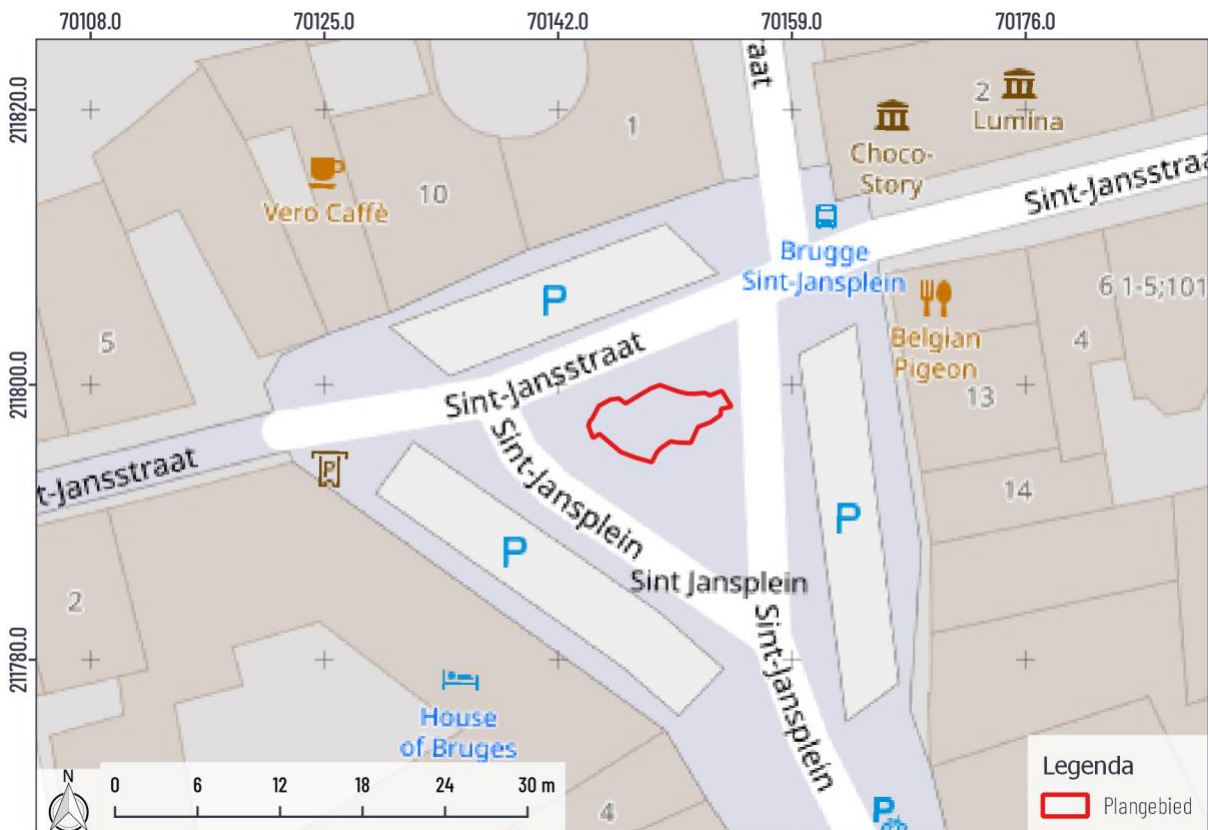 70108.0 70125.0 70142.0 70159.0 70176.0
211820.0
211800.0
211780.0
aat
1
2
Lumina
Choco-
Story
Vero Caffè
10
Sint-Jansstraa
Brugge
Sint-Jansplein
6 1-5;101
Belgian
Pigeon
4
5
P
Sint-Jansstraat
13
t-Jansstraat
P
Sint-Jansplein
14
P
P
Sint Jansplein
2
Sint-Jansplein
House
of Bruges
4
P
N
0 6 12 18 24 30 m
Legenda
Plangebied